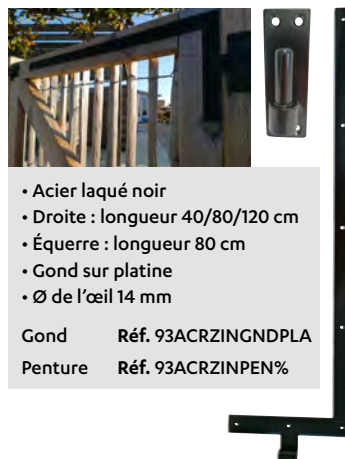 • Acier laqué noir
• Droite : longueur 40/80/120 cm
• Équerre : longueur 80 cm
• Gond sur platine
• Ø de l’œil 14 mm
Gond Réf. 93ACRZINGNDPLA
Penture Réf. 93ACRZINPEN%